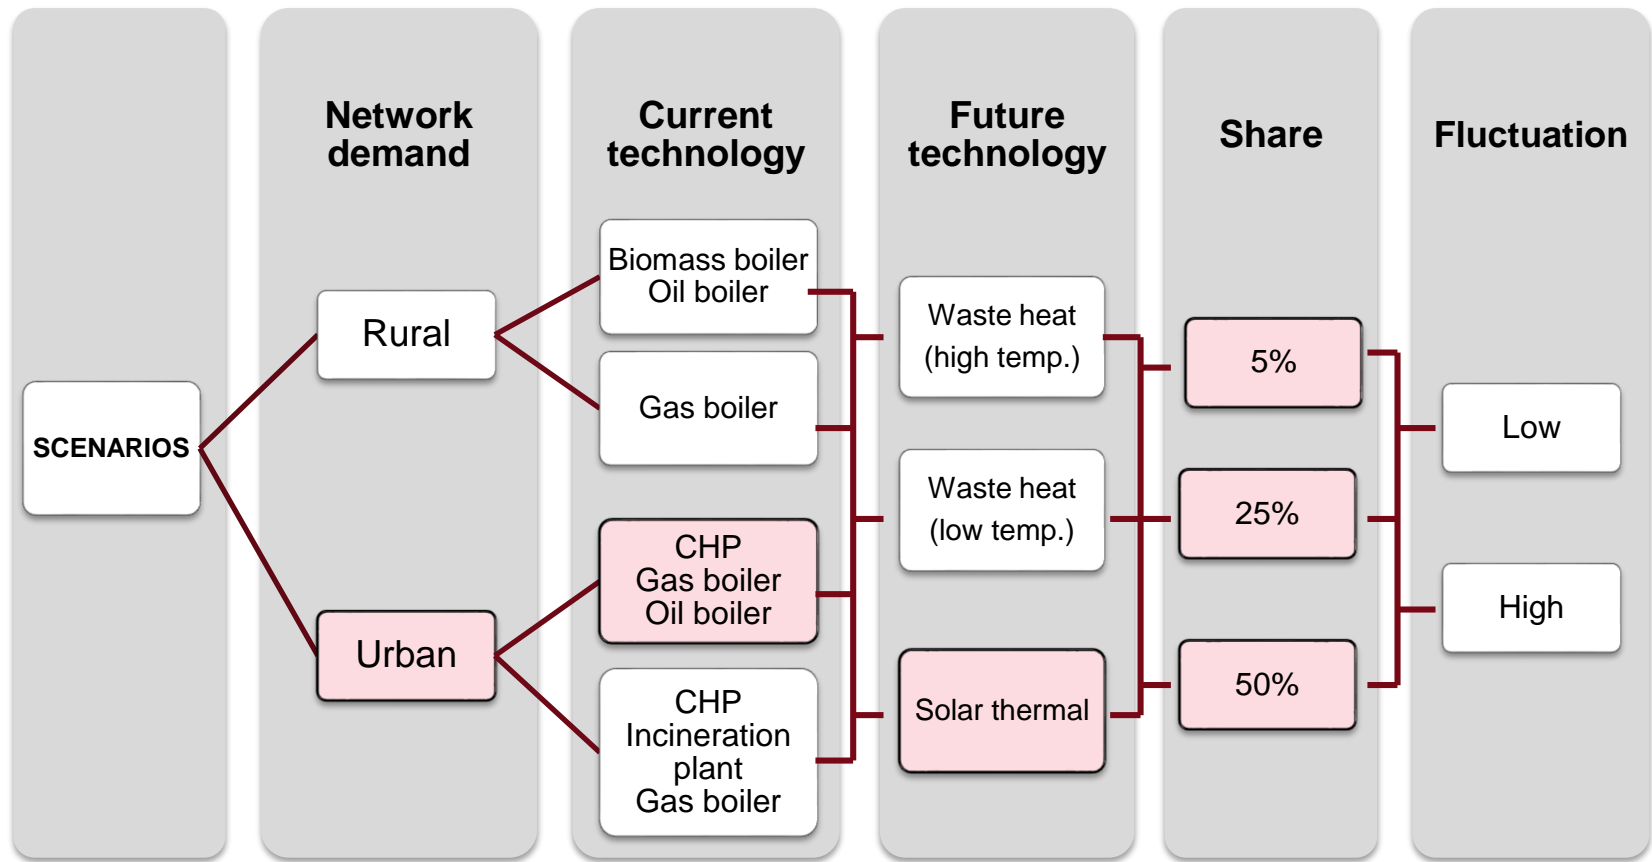 Network
demand
Current
technology
Future
technology
Share
Fluctuation
SCENARIOS
Rural
Urban
Biomass boiler
Oil boiler
Gas boiler
CHP
Gas boiler
Oil boiler
CHP
Incineration
plant
Gas boiler
Waste heat
(high temp.)
Waste heat
(low temp.)
Solar thermal
5%
25%
50%
Low
High